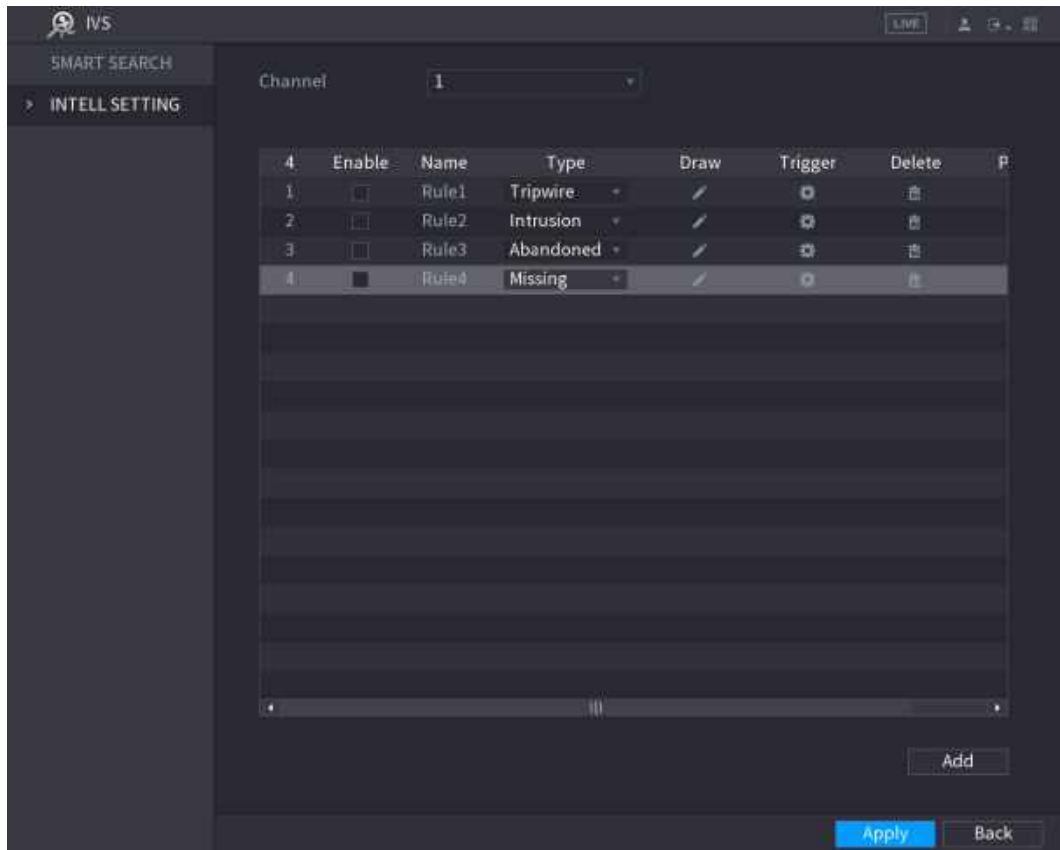 IVS LIVE
SMART SEARCH
Channel 1
INTELL SETTING
4 Enable Name Type Draw Trigger Delete P
1 Rule1 Tripwire
2 Rule2 Intrusion
3 Rule3 Abandoned
4 Rule4 Missing
Add
Apply Back